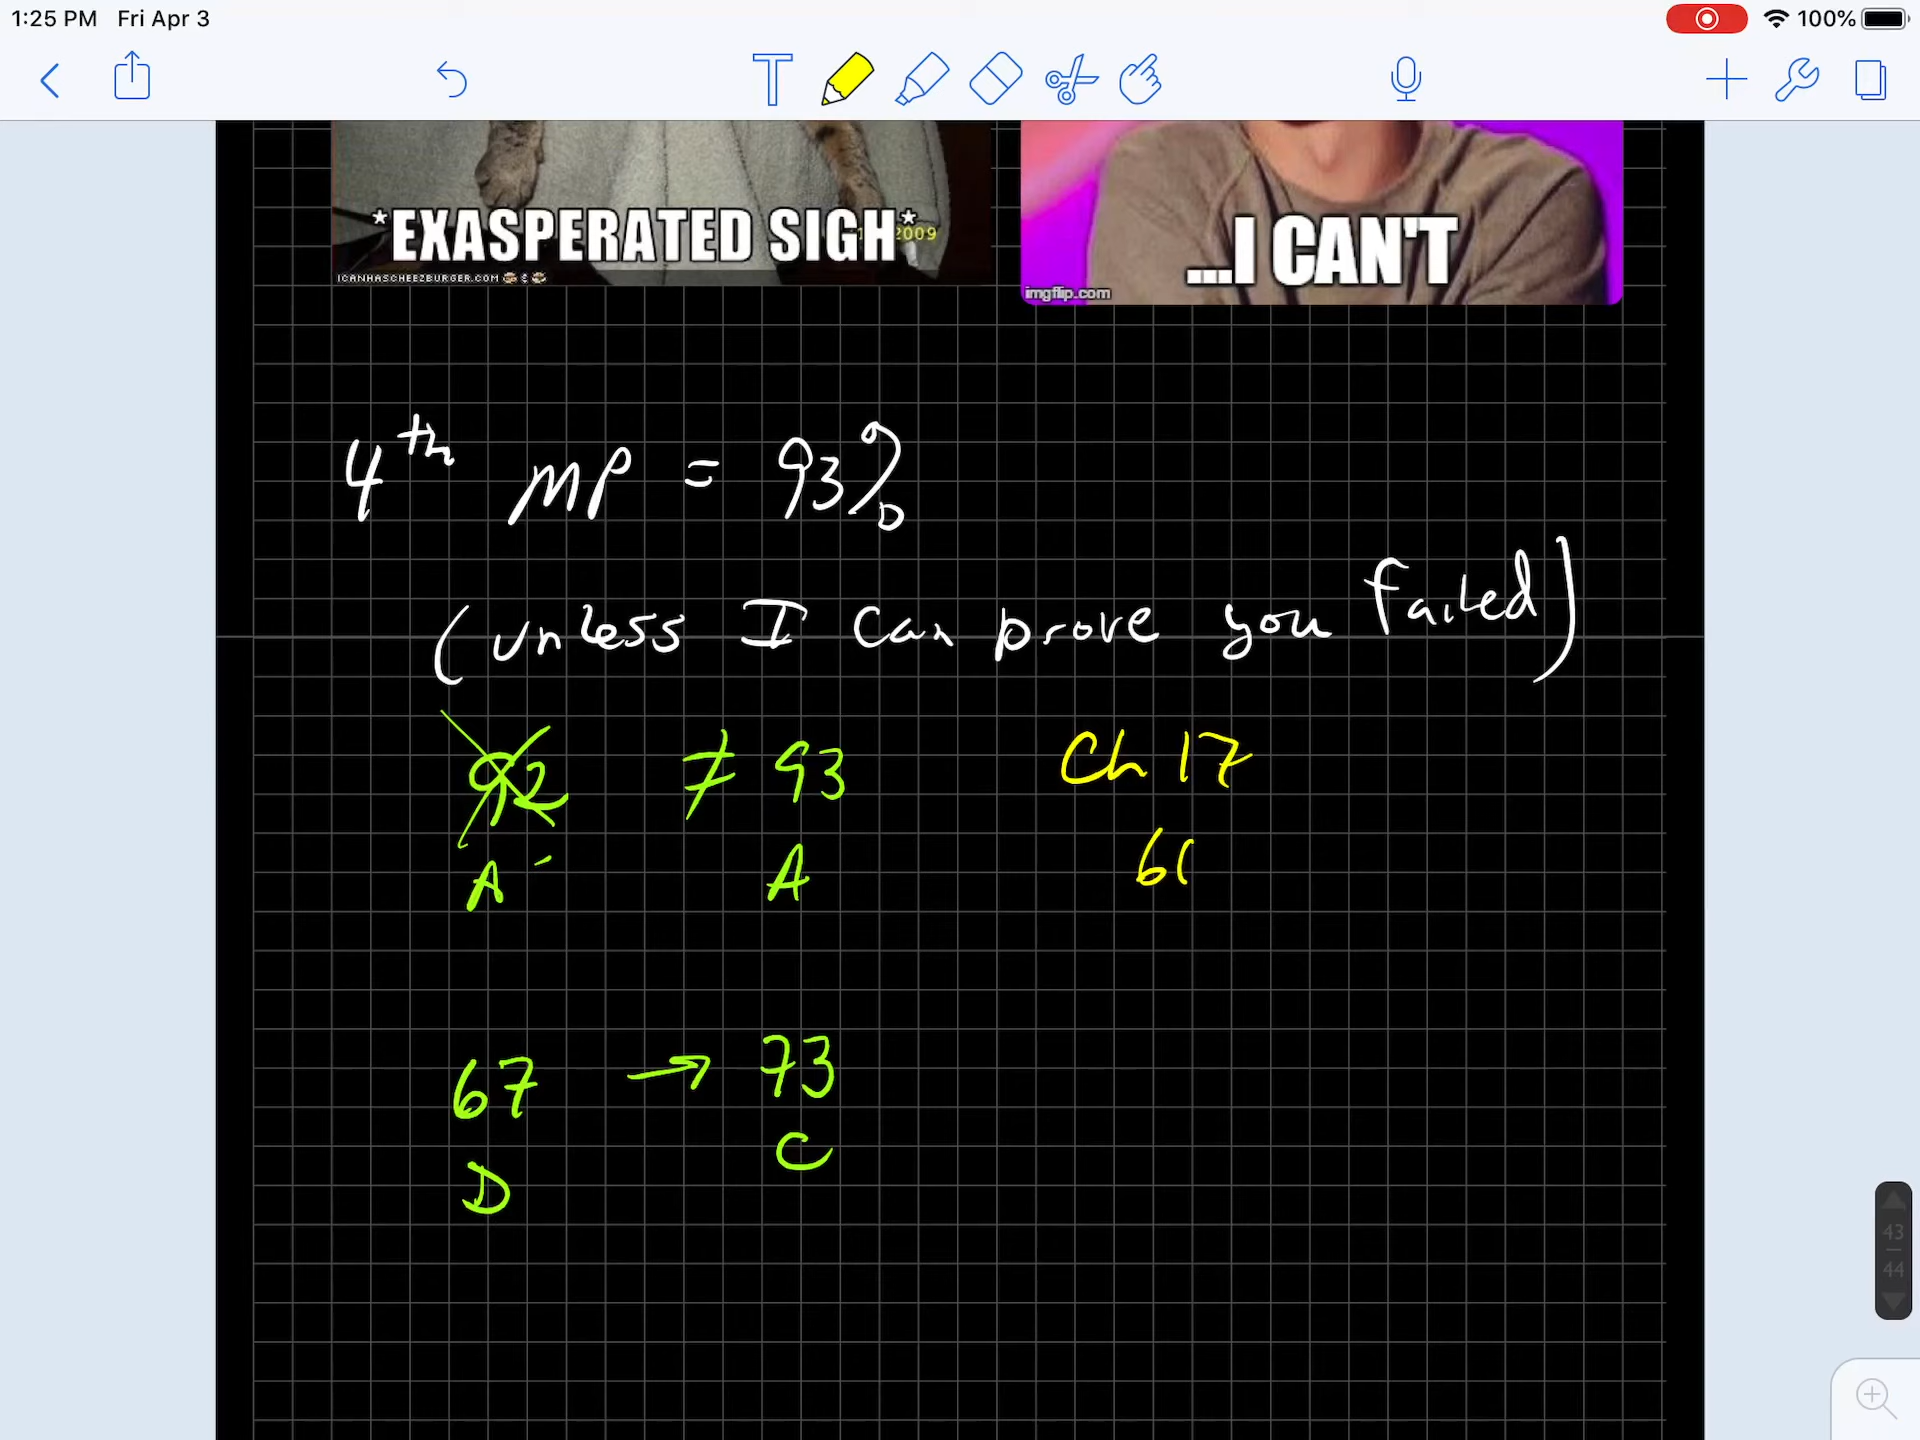 1:25 PM Fri Apr 3
100%
*EXASPERATED SIGH*
2009
ICANHASCHEEZBURGER.COM
...I CAN'T
imgflip.com
4th MP = 93%
(unless I can prove you failed)
92 ≠ 93
A- A
Ch 17
6(
67 → 73
D C
43
44